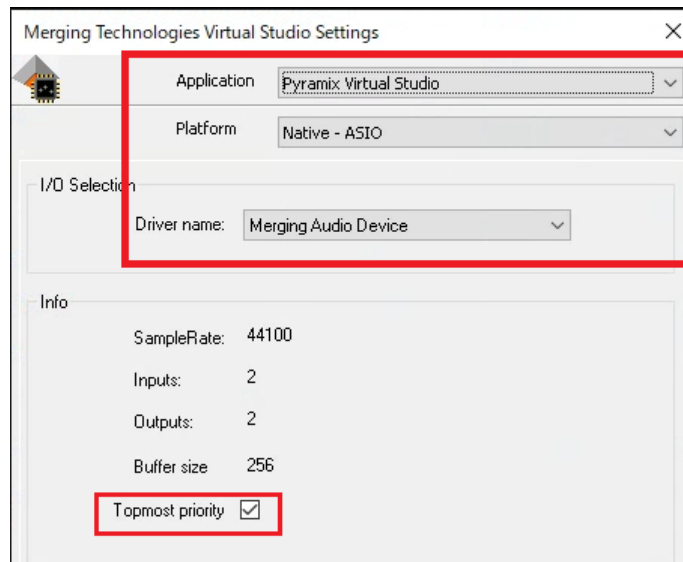 Merging Technologies Virtual Studio Settings
Application Pyramix Virtual Studio
Platform Native - ASIO
I/O Selection
Driver name: Merging Audio Device
Info
SampleRate: 44100
Inputs: 2
Outputs: 2
Buffer size 256
Topmost priority